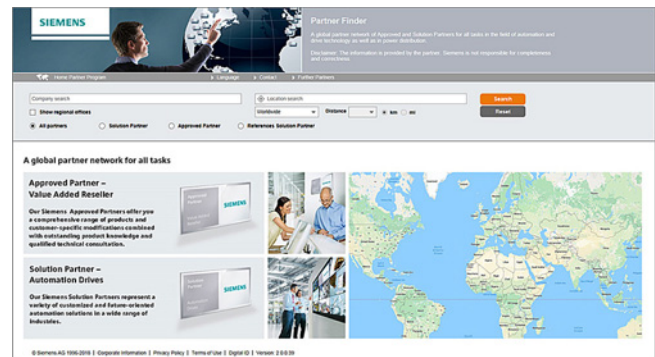 SIEMENS
Partner Finder
A global partner network of Approved and Solution Partners for all tasks in the field of automation and
drive technology as well as in power distribution.
Disclaimer: The information is provided by the partner. Siemens is not responsible for completeness
and correctness.
Home Partner Program
Language
Contact
Further Partners
Company search
Location search
Search
Show regional offices
Worldwide
Distance
km
mi
Reset
All partners
Solution Partner
Approved Partner
References Solution Partner
A global partner network for all tasks
Approved Partner –
Value Added Reseller
Our Siemens Approved Partners offer you
a comprehensive range of products and
customer-specific modifications combined
with outstanding product knowledge and
qualified technical consultation.
Approved
Partner
SIEMENS
Solution Partner –
Automation Drives
Our Siemens Solution Partners represent a
variety of customized and future-oriented
automation solutions in a wide range of
industries.
Solution
Partner
SIEMENS
© Siemens AG 1996-2018 | Corporate Information | Privacy Policy | Terms of Use | Digital ID | Version: 2.0.0.59